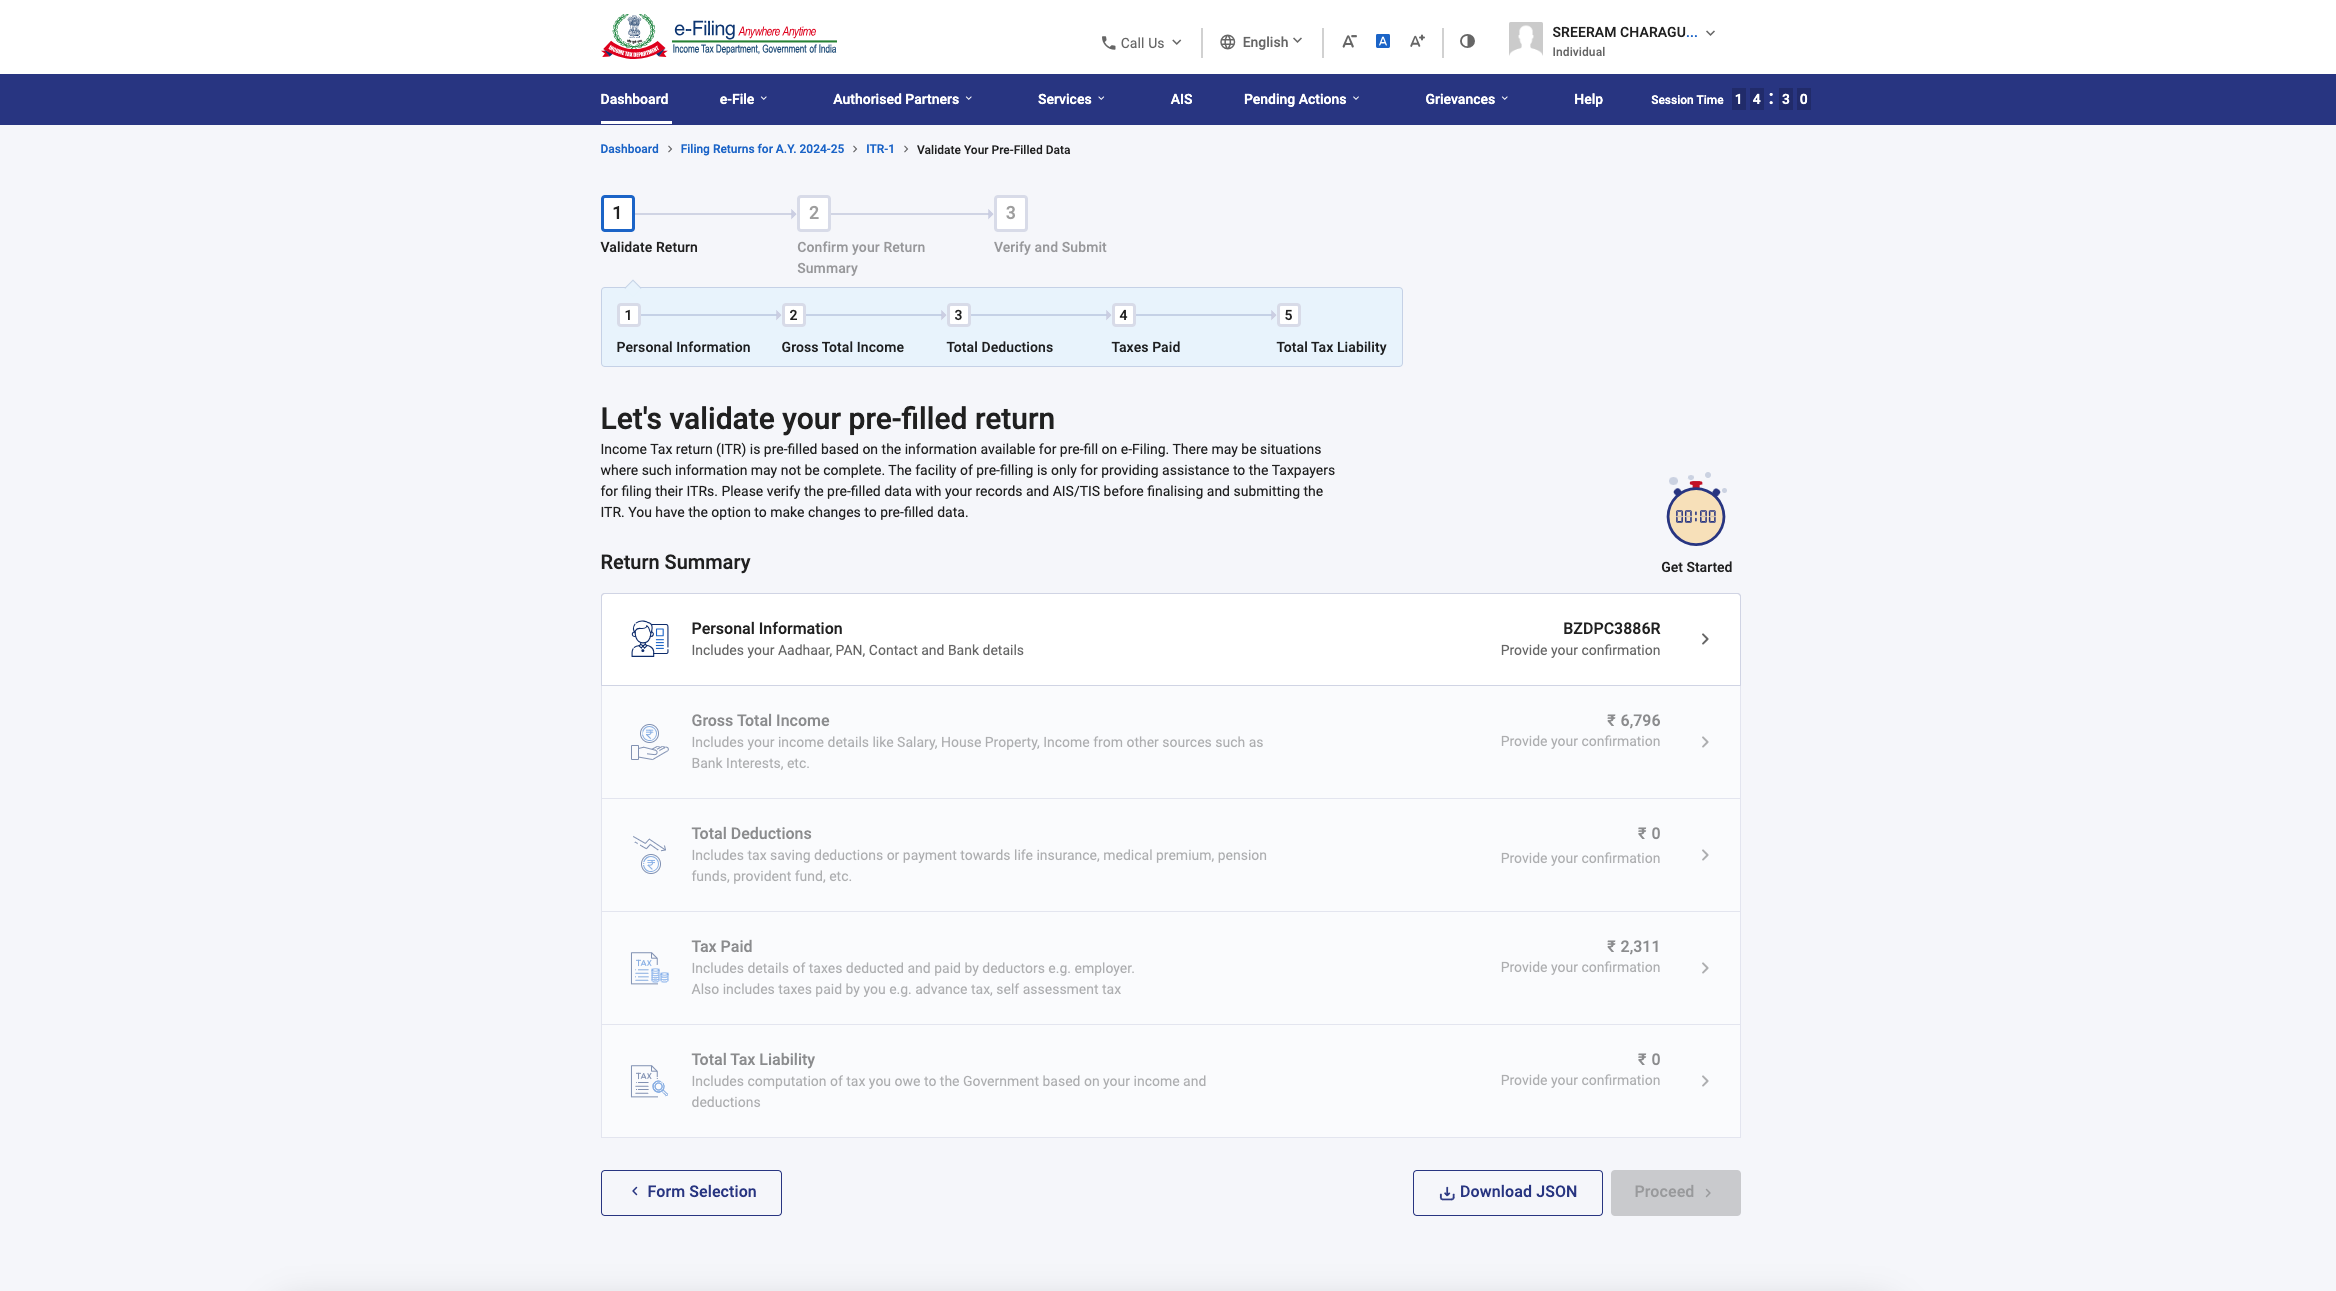 e-Filing Anywhere Anytime
Income Tax Department, Government of India
INCOME TAX DEPARTMENT
Call Us
English
A-
A
A+
SREERAM CHARAGU...
Individual
Dashboard
e-File
Authorised Partners
Services
AIS
Pending Actions
Grievances
Help
Session Time 1 4 : 3 0
Dashboard > Filing Returns for A.Y. 2024-25 > ITR-1 > Validate Your Pre-Filled Data
1
2
3
Validate Return
Confirm your Return
Summary
Verify and Submit
1
2
3
4
5
Personal Information
Gross Total Income
Total Deductions
Taxes Paid
Total Tax Liability
Let's validate your pre-filled return
Income Tax return (ITR) is pre-filled based on the information available for pre-fill on e-Filing. There may be situations
where such information may not be complete. The facility of pre-filling is only for providing assistance to the Taxpayers
for filing their ITRs. Please verify the pre-filled data with your records and AIS/TIS before finalising and submitting the
ITR. You have the option to make changes to pre-filled data.
00:00
Return Summary
Get Started
Personal Information
BZDPC3886R
Includes your Aadhaar, PAN, Contact and Bank details
Provide your confirmation
Gross Total Income
₹ 6,796
Includes your income details like Salary, House Property, Income from other sources such as
Bank Interests, etc.
Provide your confirmation
Total Deductions
₹ 0
Includes tax saving deductions or payment towards life insurance, medical premium, pension
funds, provident fund, etc.
Provide your confirmation
TAX
Tax Paid
₹ 2,311
Includes details of taxes deducted and paid by deductors e.g. employer.
Also includes taxes paid by you e.g. advance tax, self assessment tax
Provide your confirmation
TAX
Total Tax Liability
₹ 0
Includes computation of tax you owe to the Government based on your income and
deductions
Provide your confirmation
< Form Selection
Download JSON
Proceed >